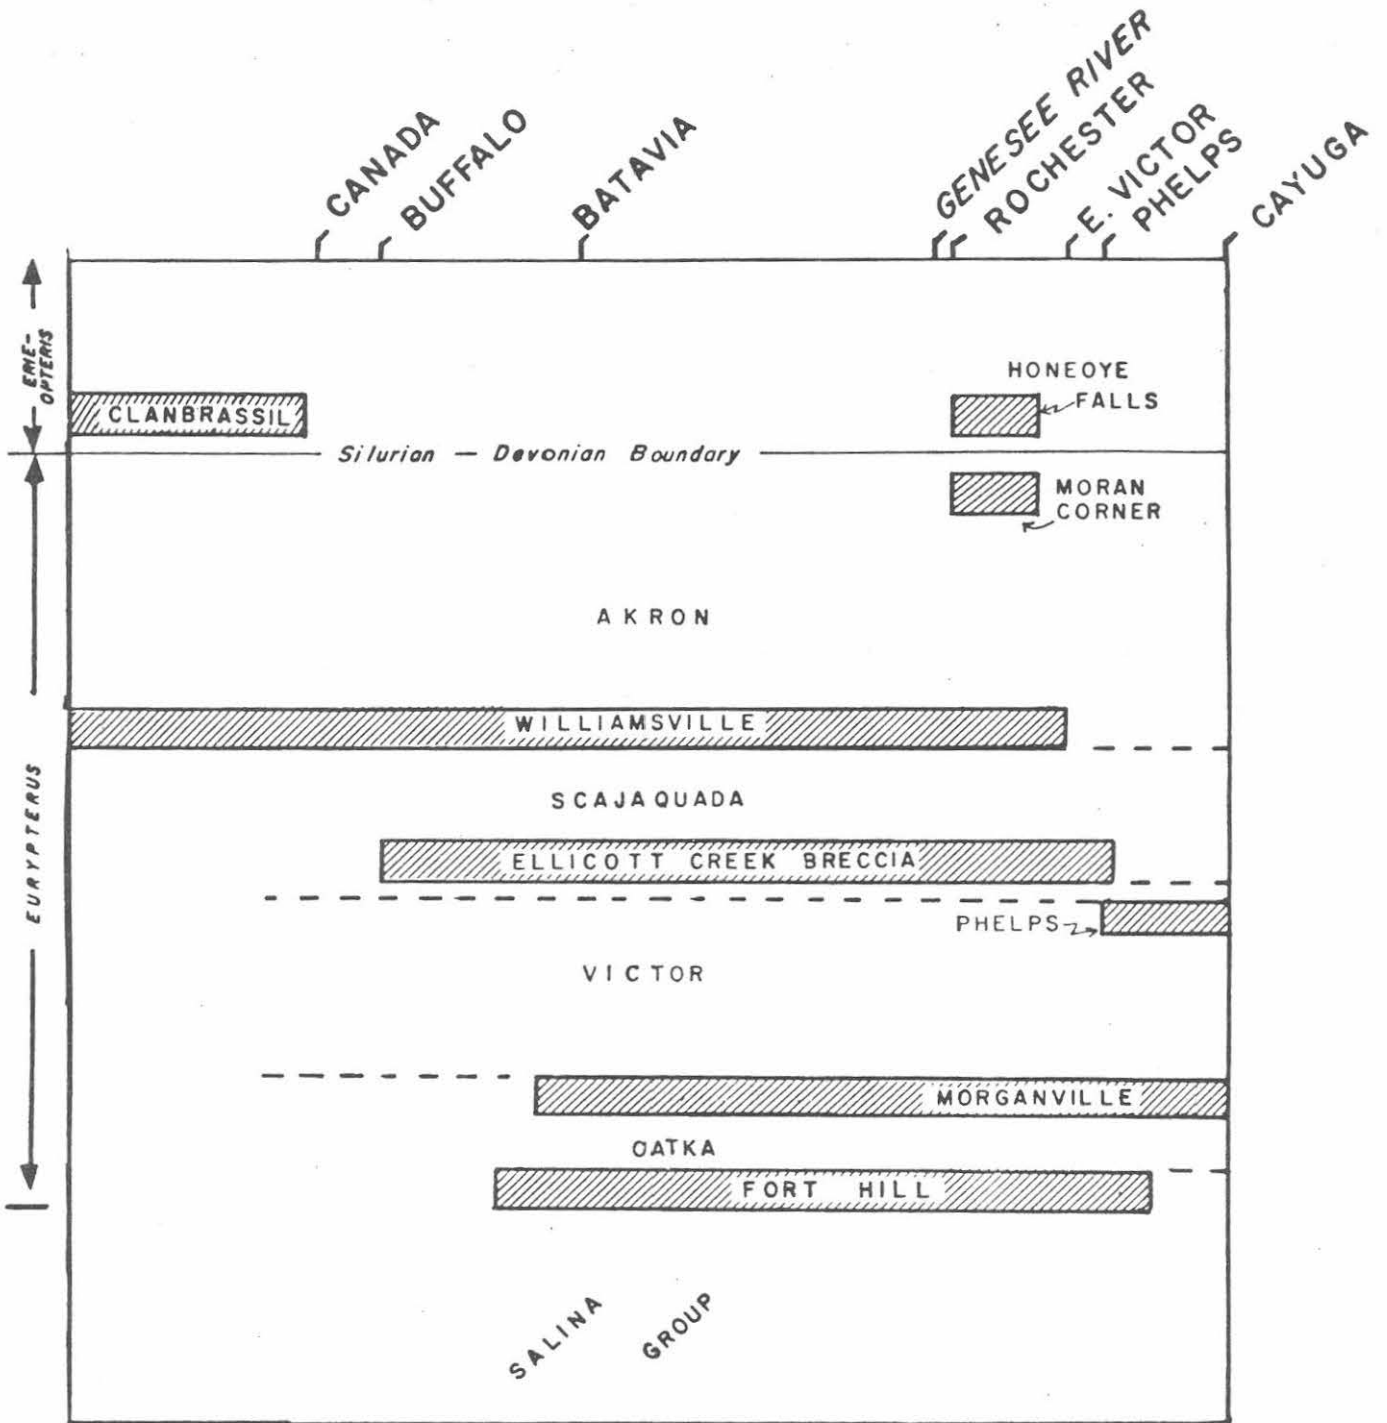 CANADA
BUFFALO
BATAVIA
GENESEE RIVER
ROCHESTER
E. VICTOR
PHELPS
CAYUGA
ERIE-
OPTERIS
HONEOYE
FALLS
CLANBRASSIL
Silurian — Devonian Boundary
MORAN
CORNER
AKRON
WILLIAMSVILLE
SCAJAQUADA
EURYPTERUS
ELLICOTT CREEK BRECCIA
PHELPS
VICTOR
MORGANVILLE
OATKA
FORT HILL
SALINA GROUP